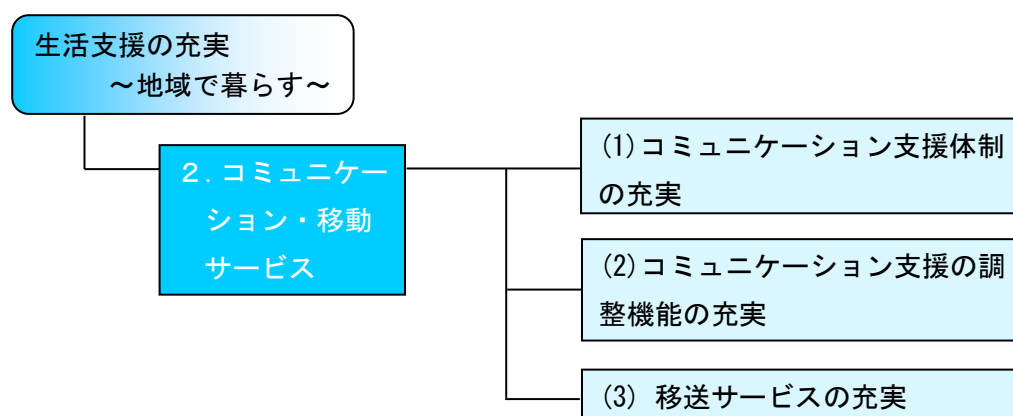 生活支援の充実
～地域で暮らす～
２．コミュニケー
ション・移動
サービス
(1)コミュニケーション支援体制
の充実
(2)コミュニケーション支援の調
整機能の充実
(3) 移送サービスの充実